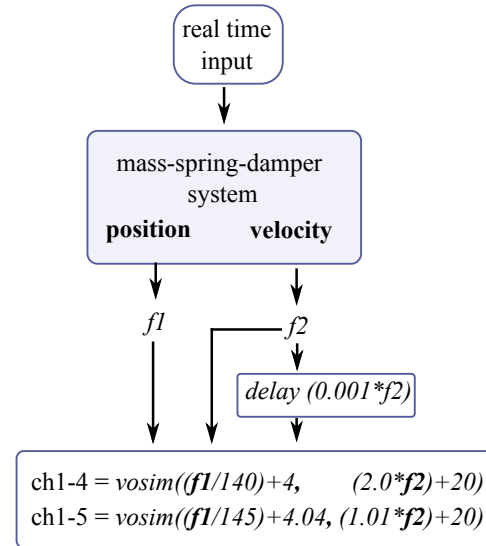 real time
input
mass-spring-damper
system
position velocity
f1 f2
delay (0.001*f2)
ch1-4 = vosim((f1/140)+4, (2.0*f2)+20)
ch1-5 = vosim((f1/145)+4.04, (1.01*f2)+20)